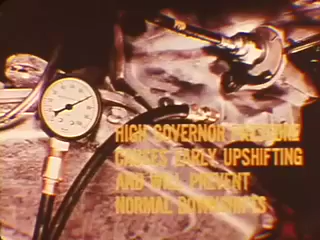 HIGH GOVERNOR PRESSURE
CAUSES EARLY UPSHIFTING
AND WILL PREVENT
NORMAL DOWNSHIFTS